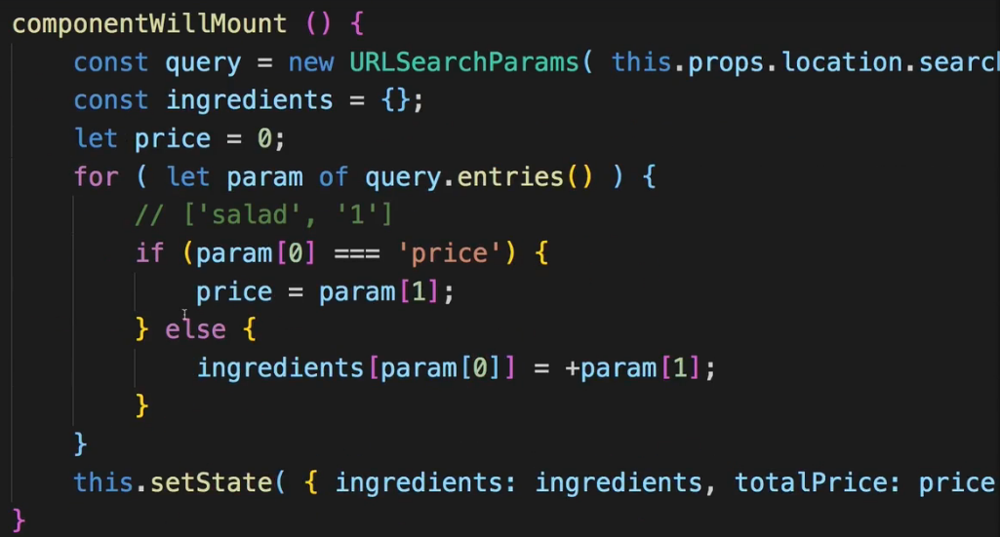 componentWillMount () {
    const query = new URLSearchParams( this.props.location.search
    const ingredients = {};
    let price = 0;
    for ( let param of query.entries() ) {
        // ['salad', '1']
        if (param[0] === 'price') {
            price = param[1];
        } else {
            ingredients[param[0]] = +param[1];
        }
    }
    this.setState( { ingredients: ingredients, totalPrice: price
}